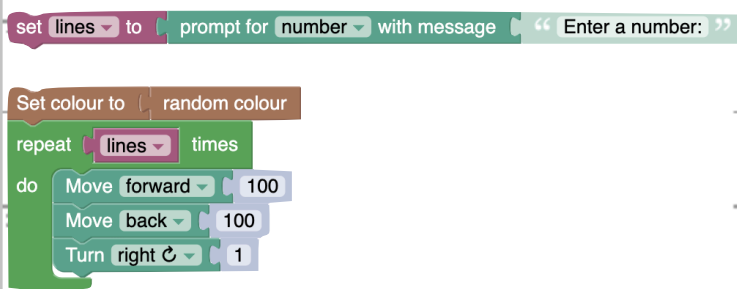 set lines to prompt for number with message “ Enter a number: ”
Set colour to random colour
repeat lines times
do Move forward 100
Move back 100
Turn right ↻ 1